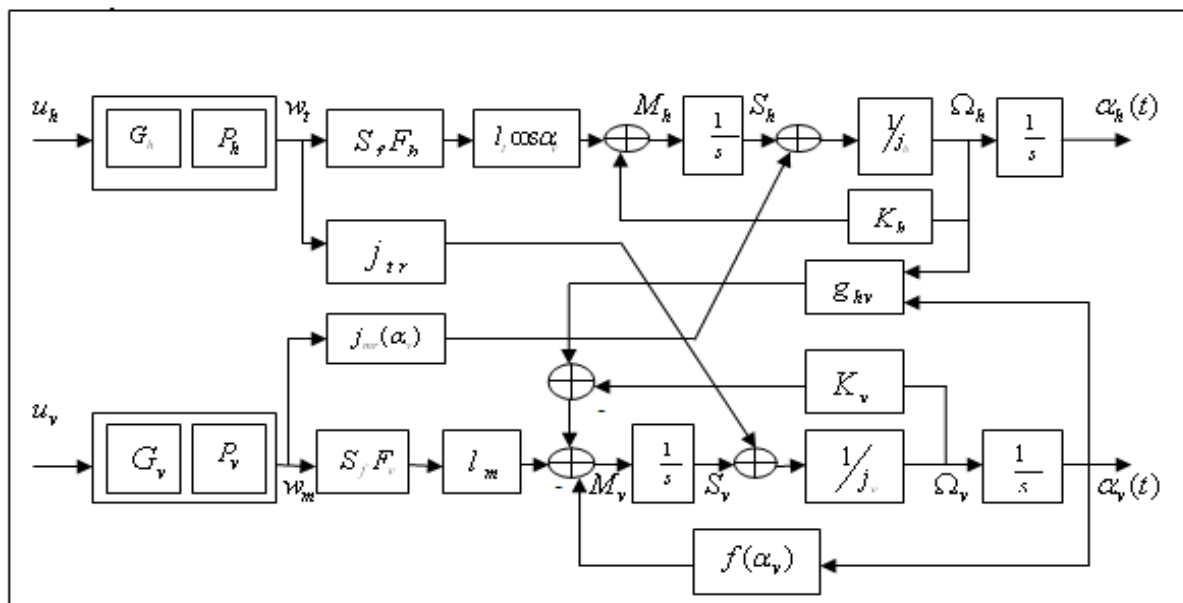 u_h
G_h P_h
w_t
S_f F_h
l_t cosα_v
M_h
1/s
S_h
1/j_h
Ω_h
1/s
α_h(t)
K_h
j_tr
g_hv
j_mr(α_v)
K_v
-
u_v
G_v P_v
w_m
S_f F_v
l_m
-
M_v
1/s
S_v
1/j_v
Ω_v
1/s
α_v(t)
f(α_v)